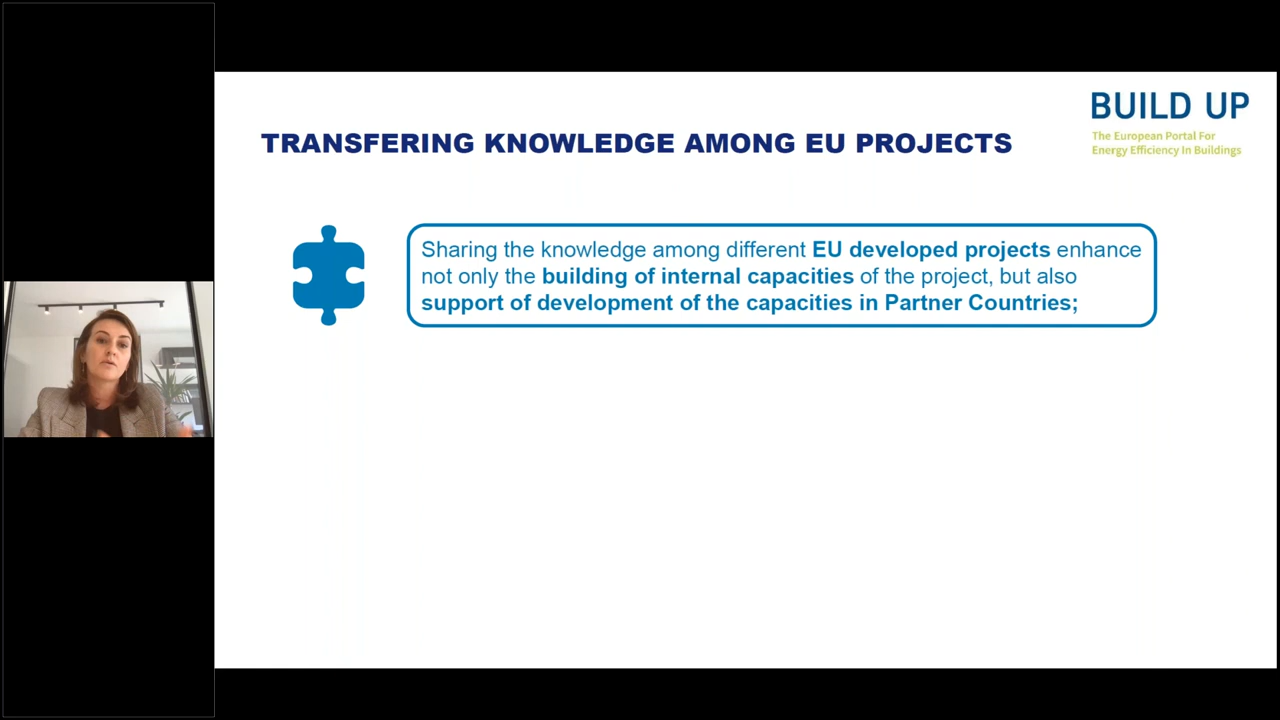 BUILD UP
The European Portal For
Energy Efficiency In Buildings
TRANSFERING KNOWLEDGE AMONG EU PROJECTS
Sharing the knowledge among different EU developed projects enhance
not only the building of internal capacities of the project, but also
support of development of the capacities in Partner Countries;